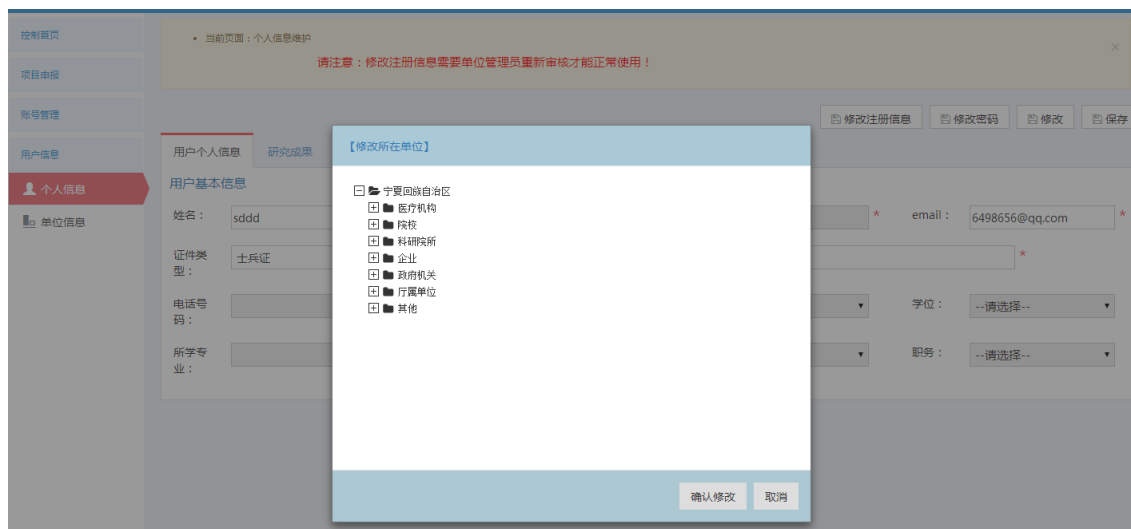 控制首页
项目申报
账号管理
用户信息
个人信息
单位信息
当前页面：个人信息维护
请注意：修改注册信息需要单位管理员重新审核才能正常使用！
×
修改注册信息 修改密码 修改 保存
用户个人信息 研究成果
用户基本信息
姓名： sddd * email： 6498656@qq.com *
证件类型： 士兵证 *
电话号码： 学位： --请选择--
所学专业： 职务： --请选择--
【修改所在单位】
宁夏回族自治区
医疗机构
院校
科研院所
企业
政府机关
厅属单位
其他
确认修改 取消